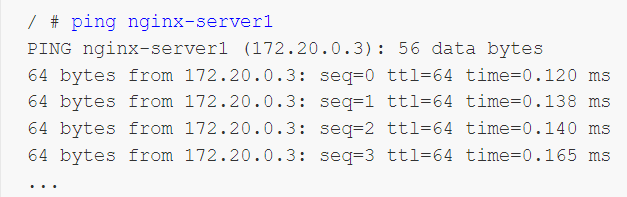 / # ping nginx-server1
PING nginx-server1 (172.20.0.3): 56 data bytes
64 bytes from 172.20.0.3: seq=0 ttl=64 time=0.120 ms
64 bytes from 172.20.0.3: seq=1 ttl=64 time=0.138 ms
64 bytes from 172.20.0.3: seq=2 ttl=64 time=0.140 ms
64 bytes from 172.20.0.3: seq=3 ttl=64 time=0.165 ms
...